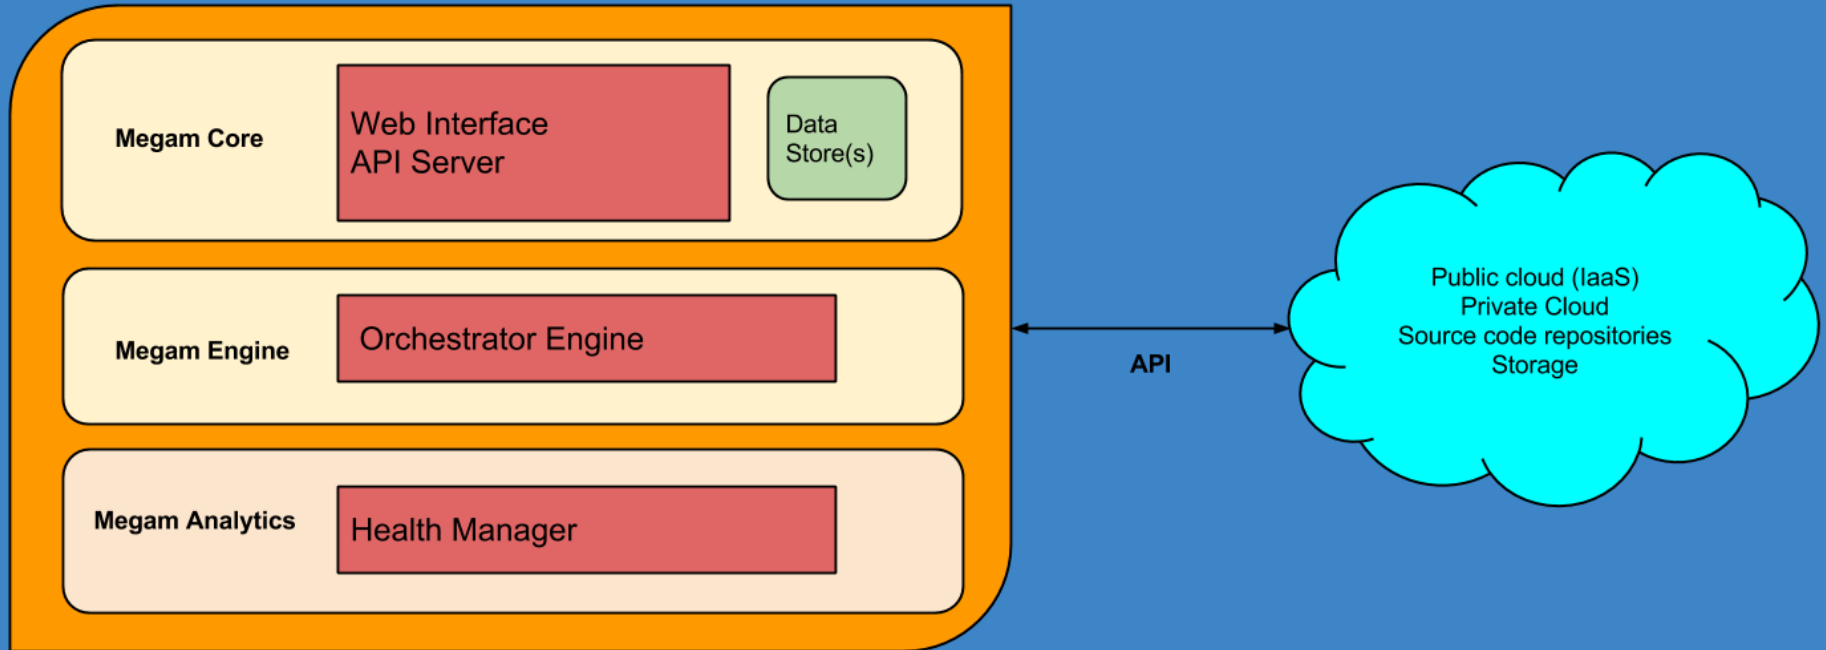 Megam Core
Web Interface
API Server
Data
Store(s)
Megam Engine
Orchestrator Engine
Megam Analytics
Health Manager
API
Public cloud (IaaS)
Private Cloud
Source code repositories
Storage